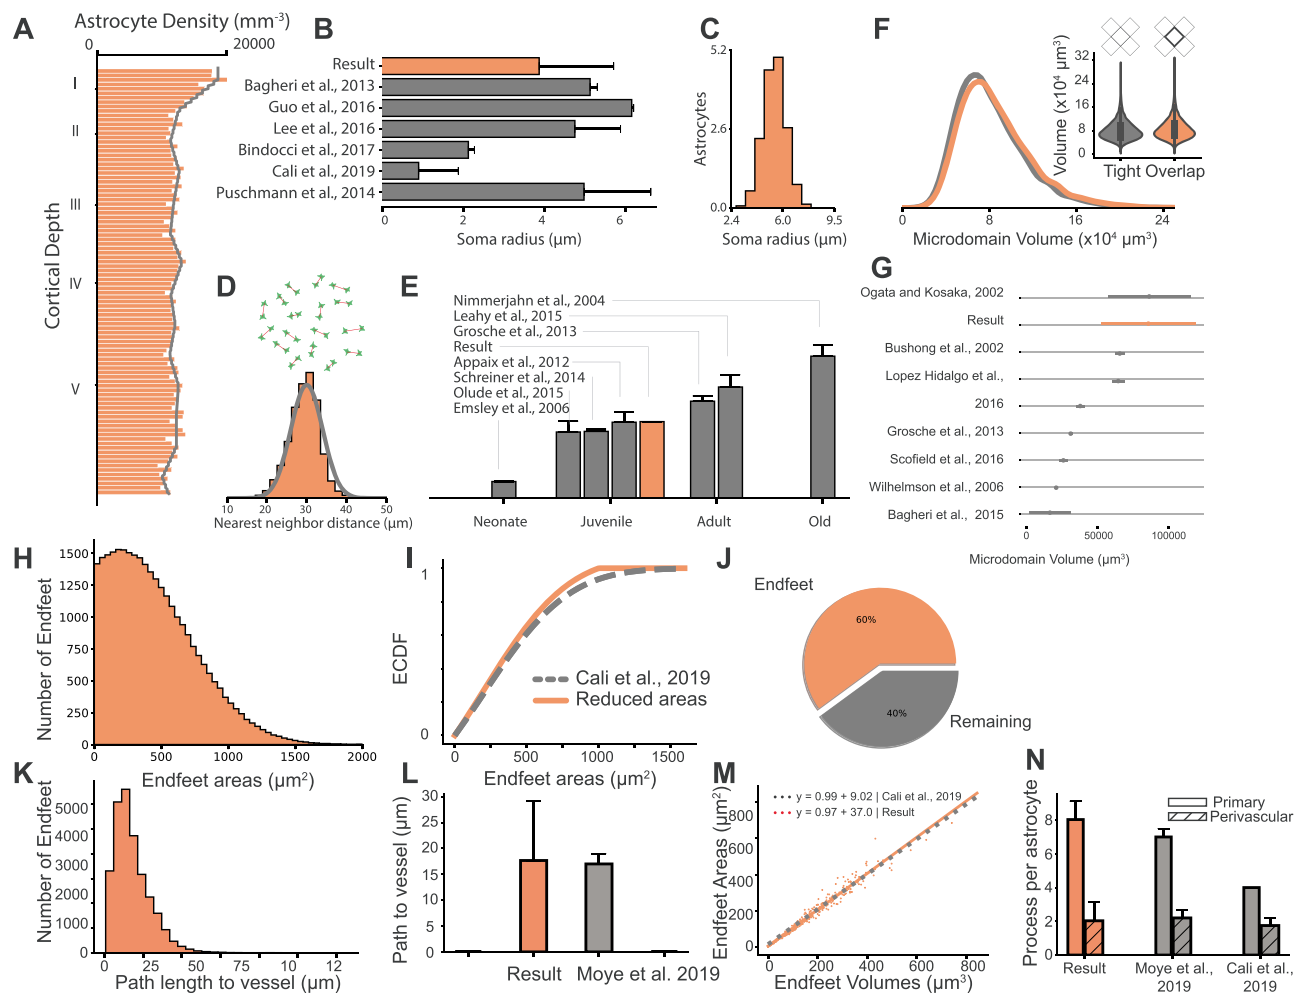 A
Astrocyte Density (mm-3)
0
20000
Cortical Depth
I
II
III
IV
V
B
Result
Bagheri et al., 2013
Guo et al., 2016
Lee et al., 2016
Bindocci et al., 2017
Cali et al., 2019
Puschmann et al., 2014
0 2 4 6
Soma radius (μm)
C
Astrocytes
5.2
2.6
0.0
2.4 6.0 9.5
Soma radius (μm)
D
10 20 30 40 50
Nearest neighbor distance (μm)
E
Nimmerjahn et al., 2004
Leahy et al., 2015
Grosche et al., 2013
Result
Appaix et al., 2012
Schreiner et al., 2014
Olude et al., 2015
Emsley et al., 2006
Neonate Juvenile Adult Old
F
0 8 16 24
Microdomain Volume (x10⁴ μm³)
Volume (x10⁴ μm³)
32
24
16
8
0
Tight Overlap
G
Ogata and Kosaka, 2002
Result
Bushong et al., 2002
Lopez Hidalgo et al.,
2016
Grosche et al., 2013
Scofield et al., 2016
Wilhelmson et al., 2006
Bagheri et al., 2015
0 50000 100000
Microdomain Volume (μm³)
H
Number of Endfeet
1500
1250
1000
750
500
250
0
0 500 1000 1500 2000
Endfeet areas (μm²)
I
ECDF
1
0
Cali et al., 2019
Reduced areas
0 500 1000 1500
Endfeet areas (μm²)
J
Endfeet
60%
40%
Remaining
K
Number of Endfeet
5000
4000
3000
2000
1000
0
0 25 50 75 10 12
Path length to vessel (μm)
L
Path to vessel (μm)
30
25
20
15
10
5
0
Result Moye et al. 2019
M
Endfeet Areas (μm²)
800
600
400
200
0
y = 0.99 + 9.02 | Cali et al., 2019
y = 0.97 + 37.0 | Result
0 200 400 600 800
Endfeet Volumes (μm³)
N
Process per astrocyte
8
6
4
2
0
Primary
Perivascular
Result
Moye et al., 2019
Cali et al., 2019